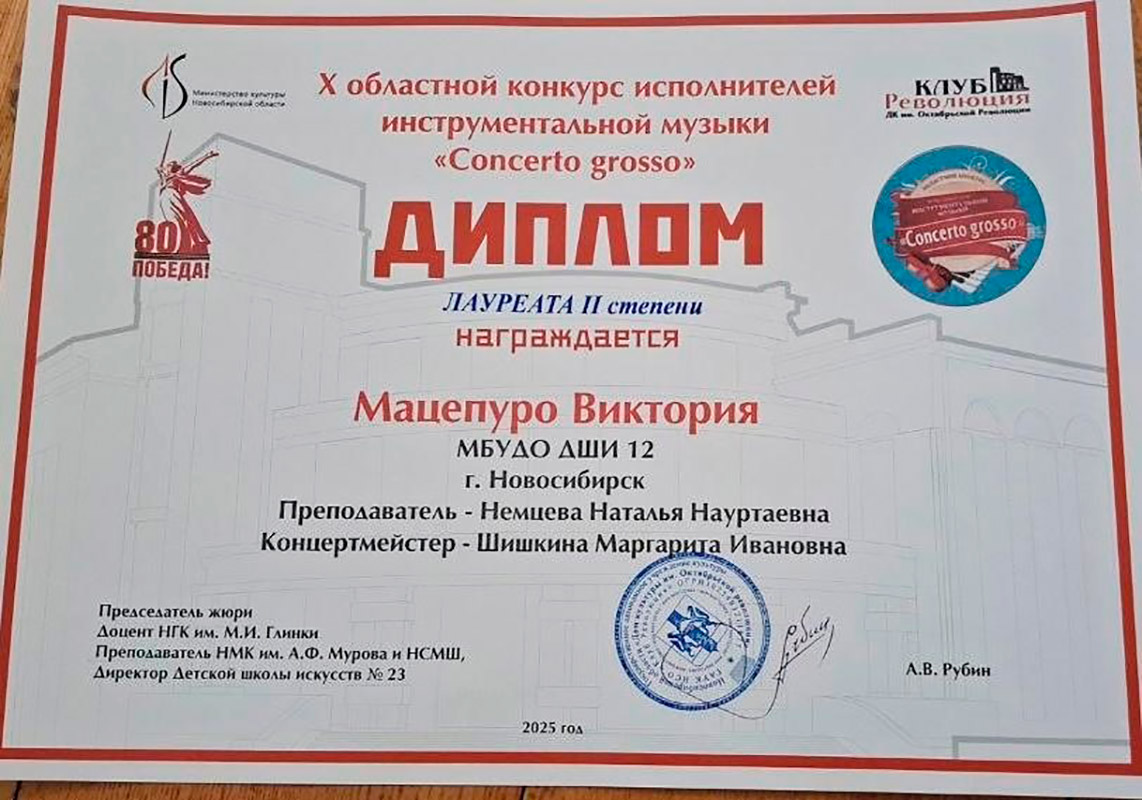 Министерство культуры
Новосибирской области
X областной конкурс исполнителей
инструментальной музыки
«Concerto grosso»
КЛУБ
Революция
ДК им. Октябрьской Революции
80
ПОБЕДА!
ДИПЛОМ
«Concerto grosso»
ЛАУРЕАТА II степени
награждается
Мацепуро Виктория
МБУДО ДШИ 12
г. Новосибирск
Преподаватель - Немцева Наталья Науртаевна
Концертмейстер - Шишкина Маргарита Ивановна
Председатель жюри
Доцент НГК им. М.И. Глинки
Преподаватель НМК им. А.Ф. Мурова и НСМШ,
Директор Детской школы искусств № 23
А.В. Рубин
2025 год